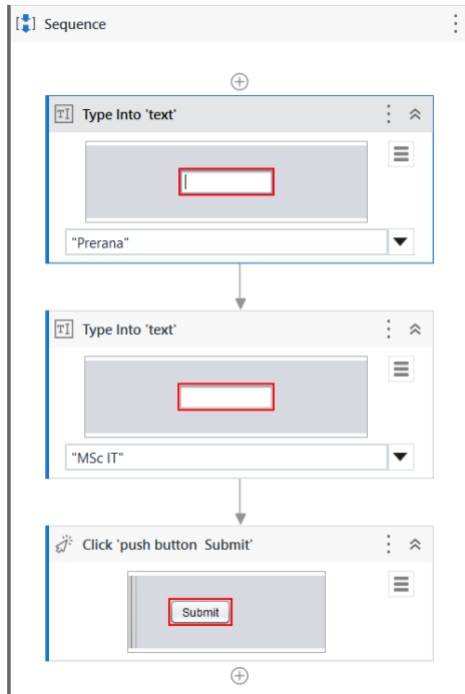 Sequence
Type Into 'text'
"Prerana"
Type Into 'text'
"MSc IT"
Click 'push button  Submit'
Submit